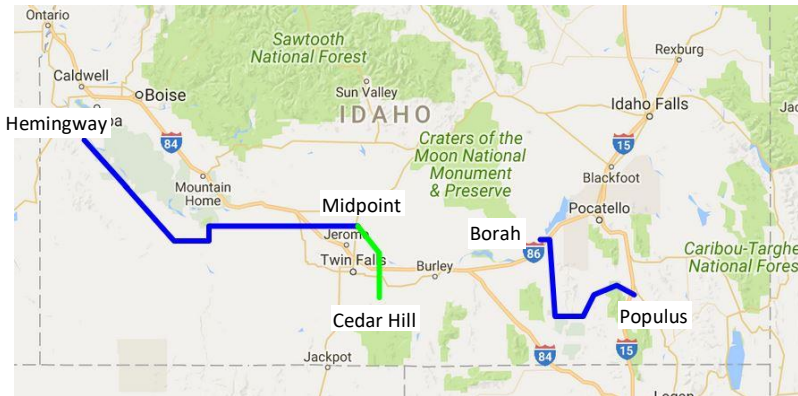 Ontario
Sawtooth
National Forest
Rexburg
Caldwell
Boise
Sun Valley
Idaho Falls
IDAHO
Hemingway
pa
84
Craters of the
Moon National
Monument
& Preserve
15
Mountain
Home
Blackfoot
Midpoint
Pocatello
Jerome
Borah
86
Caribou-Targhe
National Fores
Twin Falls
Burley
Cedar Hill
Populus
Jackpot
84
15